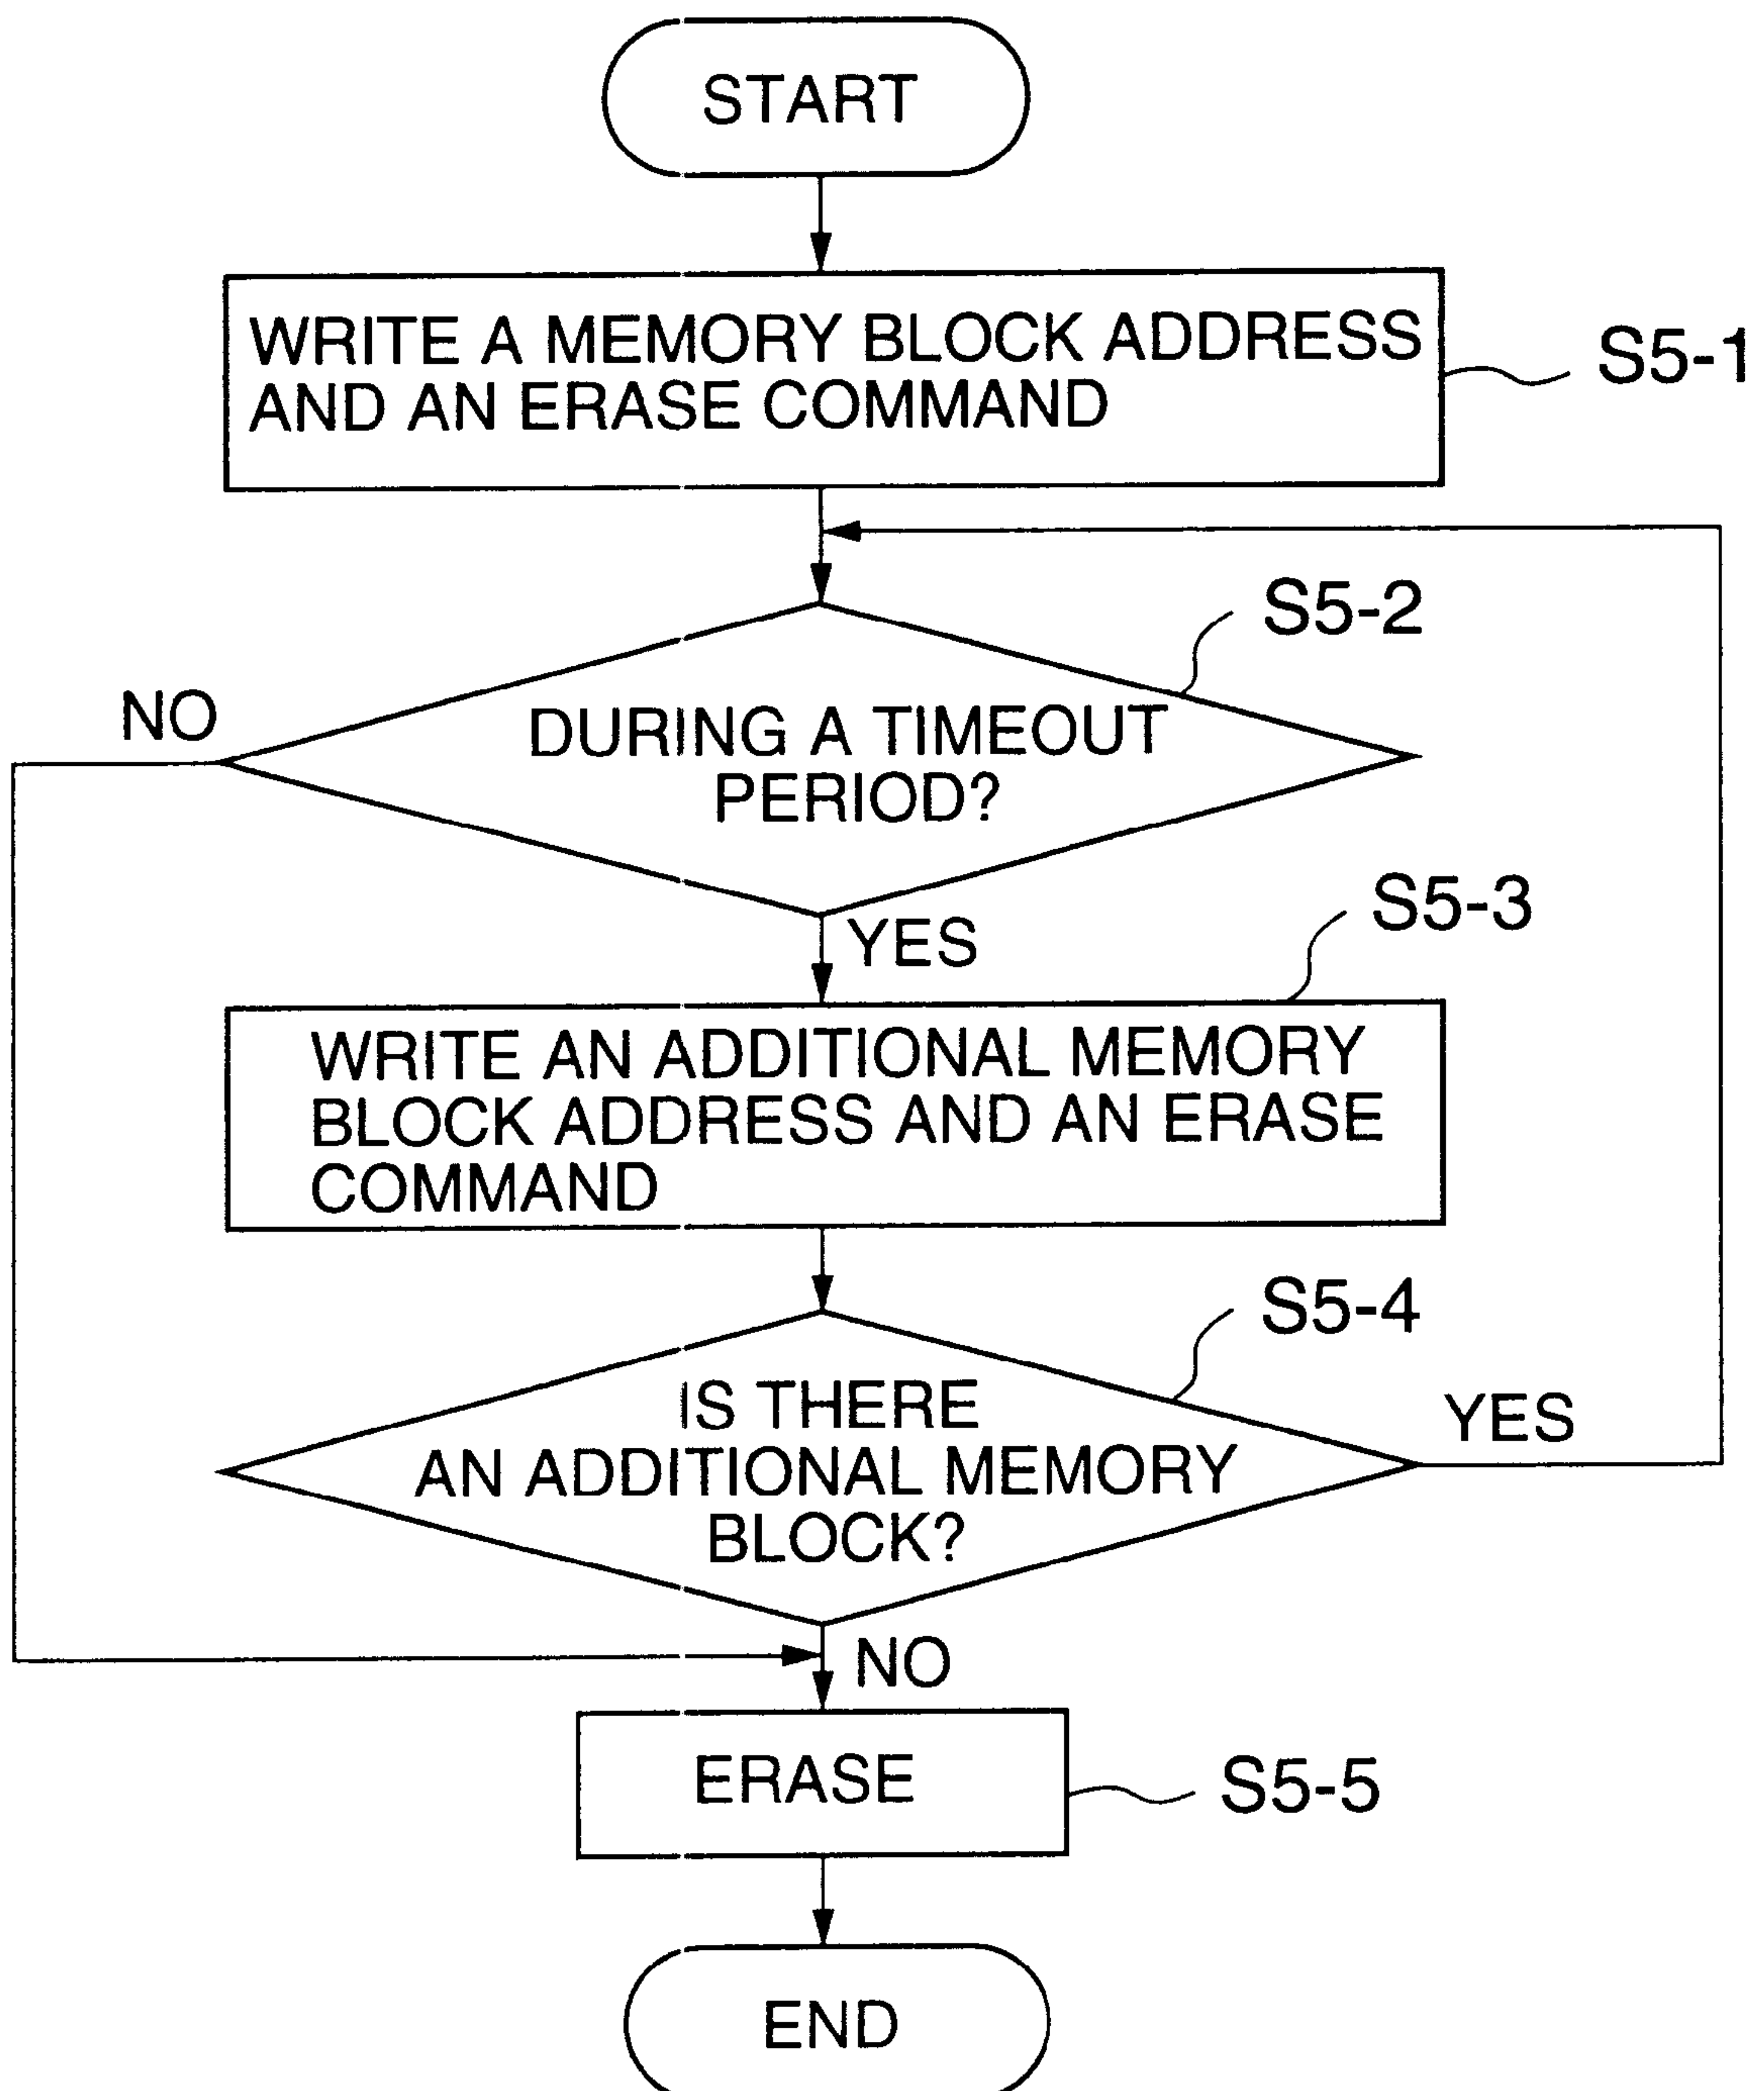 START
WRITE A MEMORY BLOCK ADDRESS
AND AN ERASE COMMAND
S5-1
S5-2
NO
DURING A TIMEOUT
PERIOD?
S5-3
YES
WRITE AN ADDITIONAL MEMORY
BLOCK ADDRESS AND AN ERASE
COMMAND
S5-4
IS THERE
AN ADDITIONAL MEMORY
BLOCK?
YES
NO
ERASE
S5-5
END